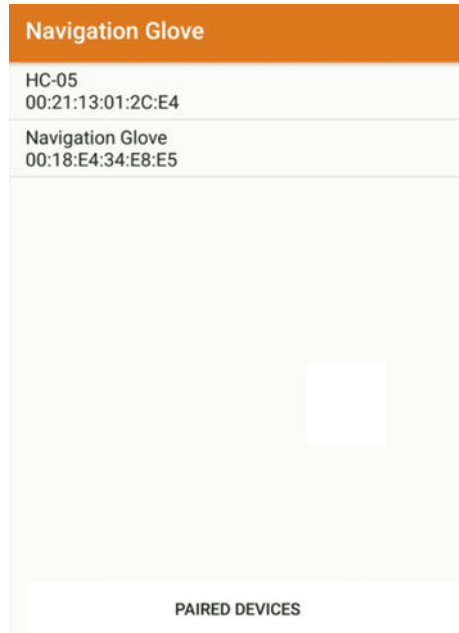 Navigation Glove
HC-05
00:21:13:01:2C:E4
Navigation Glove
00:18:E4:34:E8:E5
PAIRED DEVICES